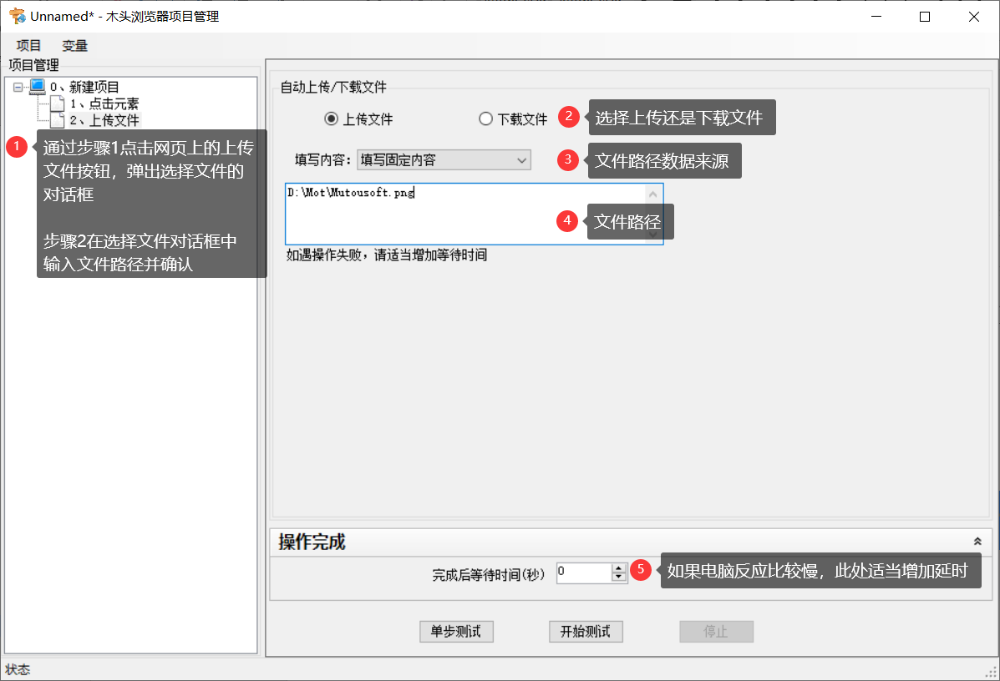 Unnamed* - 木头浏览器项目管理
项目 变量
项目管理
0、新建项目
1、点击元素
2、上传文件
1
通过步骤1点击网页上的上传
文件按钮，弹出选择文件的
对话框
步骤2在选择文件对话框中
输入文件路径并确认
自动上传/下载文件
上传文件 下载文件
2 选择上传还是下载文件
填写内容: 填写固定内容
3 文件路径数据来源
D:\Mot\Mutousoft.png
4 文件路径
如遇操作失败，请适当增加等待时间
操作完成
完成后等待时间(秒) 0
5 如果电脑反应比较慢，此处适当增加延时
单步测试 开始测试 停止
状态